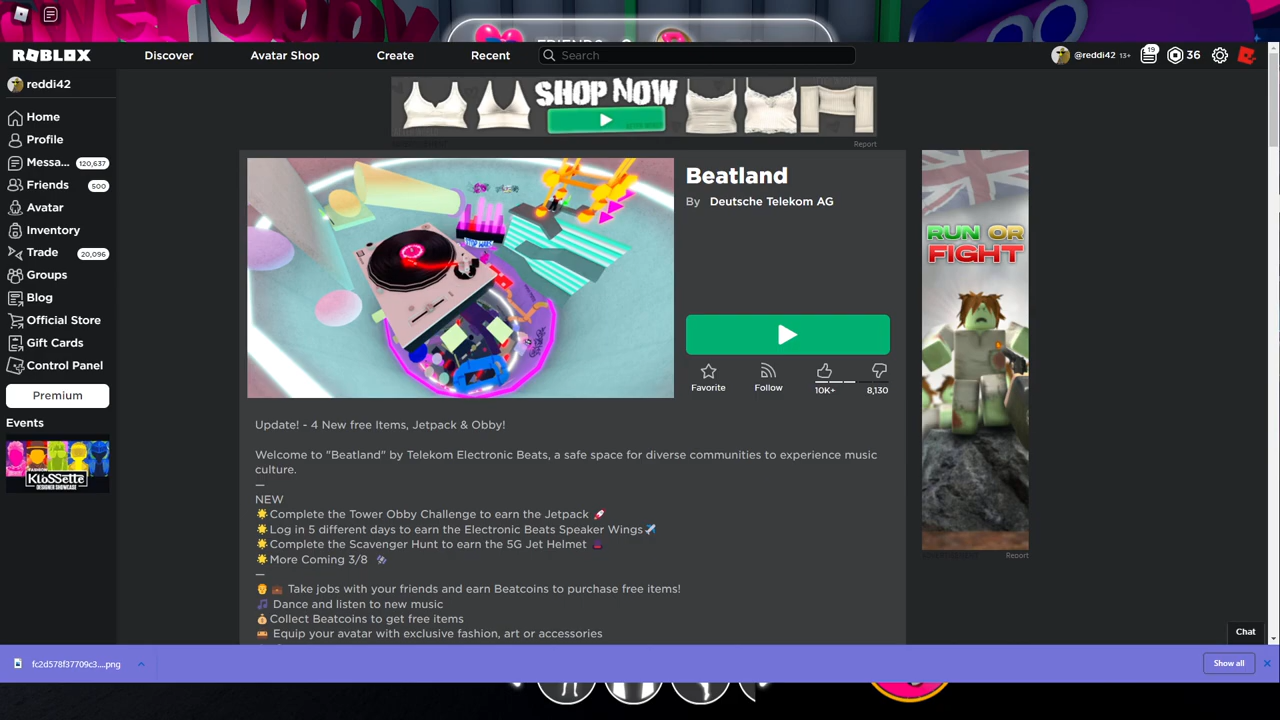 ROBLOX
Discover
Avatar Shop
Create
Recent
Search
@reddi42 13+
19
36
reddi42
Home
Profile
Messa... 120,637
Friends 500
Avatar
Inventory
Trade 20,096
Groups
Blog
Official Store
Gift Cards
Control Panel
Premium
Events
FASHION
KLOSSETTE
DESIGNER SHOWCASE
SHOP NOW
Report
Beatland
By Deutsche Telekom AG
Favorite
Follow
10K+
8,130
RUN OR
FIGHT
Report
Update! - 4 New free Items, Jetpack & Obby!
Welcome to "Beatland" by Telekom Electronic Beats, a safe space for diverse communities to experience music
culture.
—
NEW
🌟Complete the Tower Obby Challenge to earn the Jetpack 🚀
🌟Log in 5 different days to earn the Electronic Beats Speaker Wings✈️
🌟Complete the Scavenger Hunt to earn the 5G Jet Helmet
🌟More Coming 3/8
—
Take jobs with your friends and earn Beatcoins to purchase free items!
🎵 Dance and listen to new music
💰Collect Beatcoins to get free items
Equip your avatar with exclusive fashion, art or accessories
Chat
fc2d578f37709c3....png
Show all